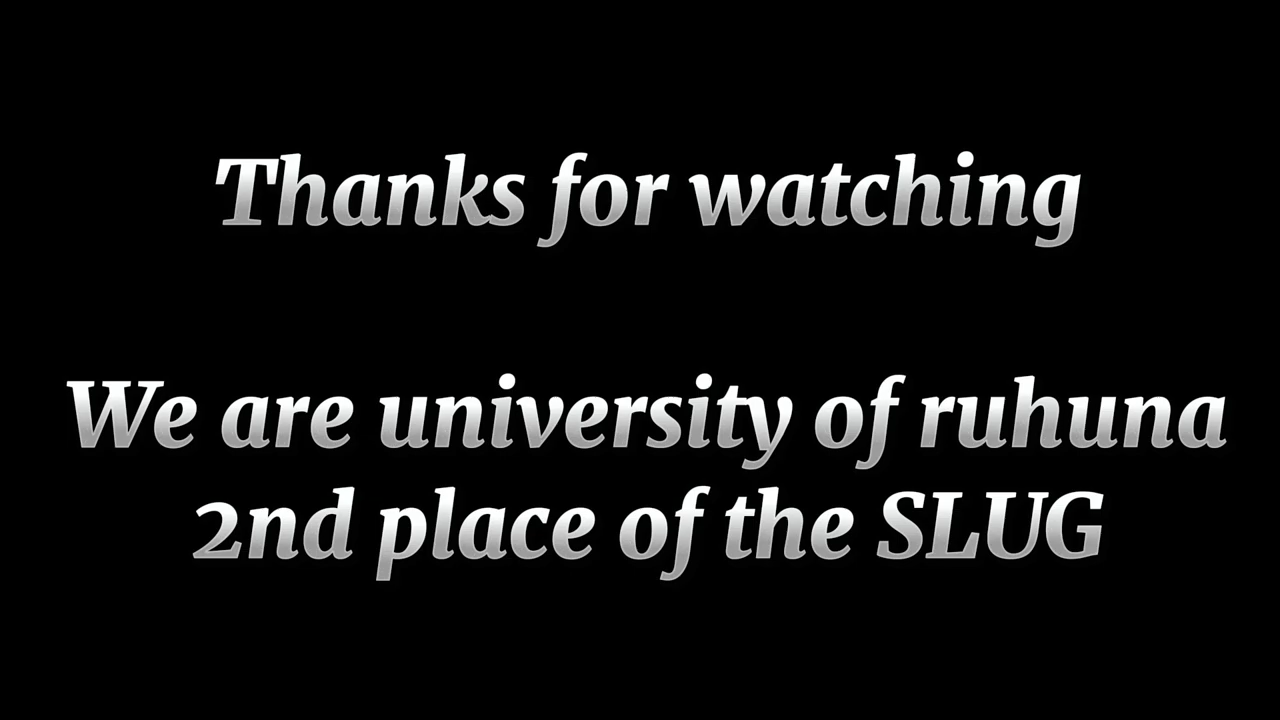 Thanks for watching
We are university of ruhuna
2nd place of the SLUG